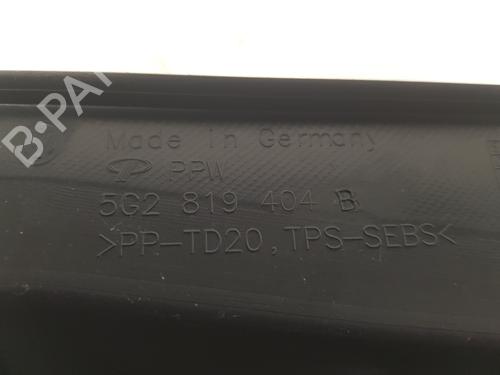 B-PA
Made in Germany
PPW
5G2 819 404 B
>PP-TD20, TPS-SEBS<